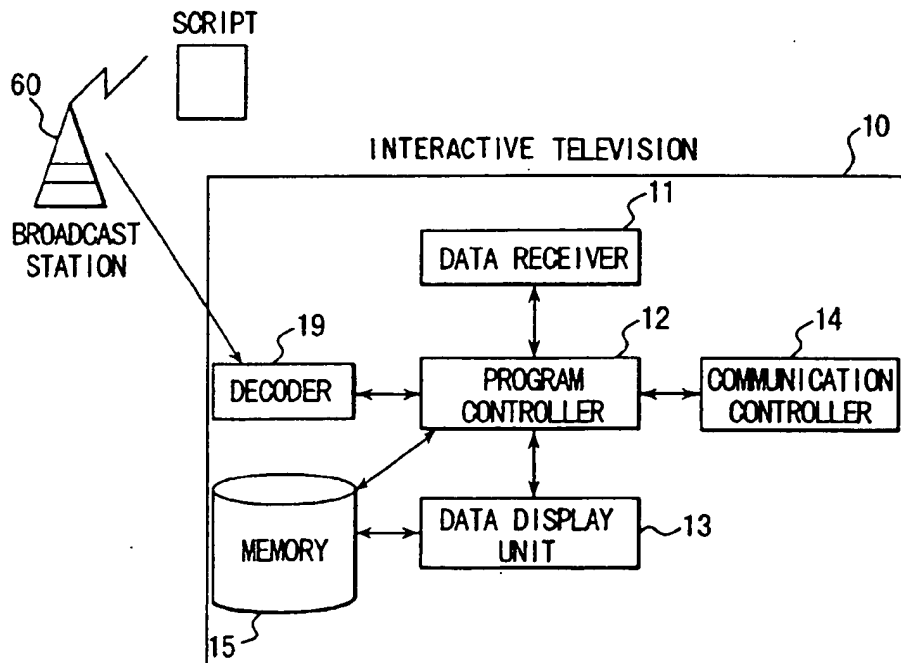 SCRIPT
60
BROADCAST
STATION
INTERACTIVE TELEVISION
10
11
DATA RECEIVER
19
DECODER
12
PROGRAM
CONTROLLER
14
COMMUNICATION
CONTROLLER
MEMORY
15
DATA DISPLAY
UNIT
13